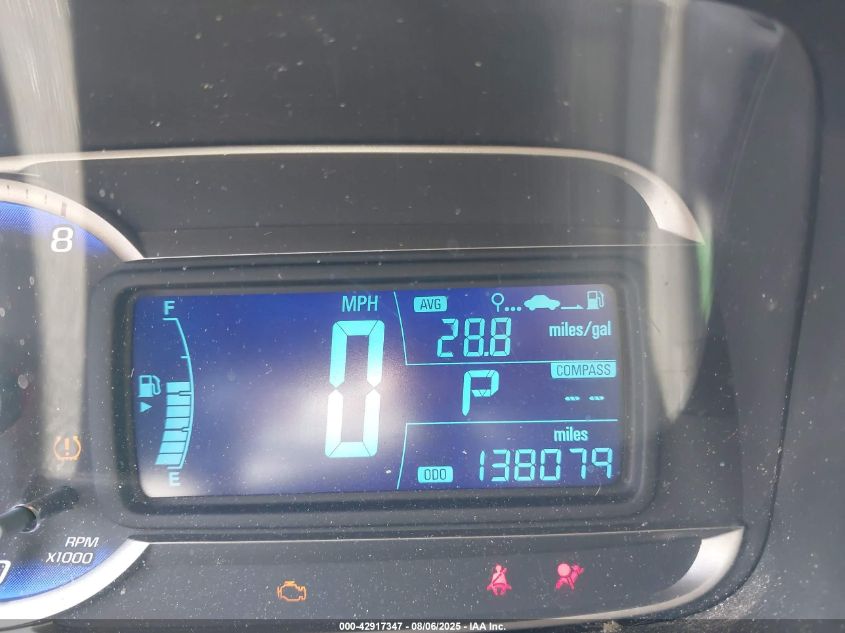 8
F
MPH
AVG
28.8 miles/gal
0
COMPASS
P
--
miles
E
ODO
138079
RPM
X1000
0
000-42917347 - 08/06/2025 - IAA Inc.